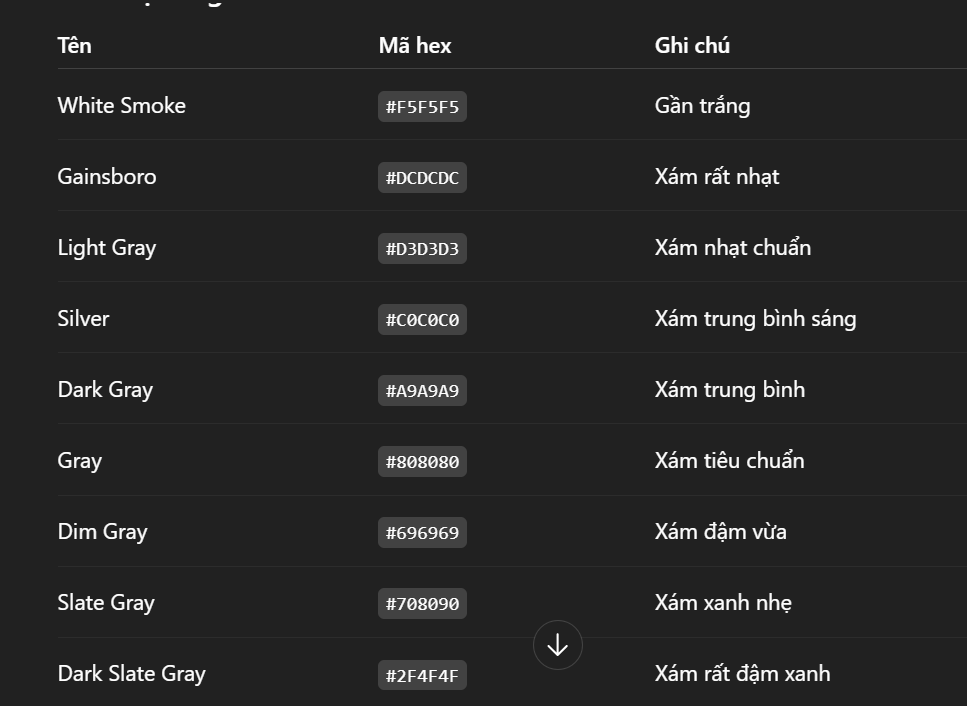 Tên Mã hex Ghi chú
White Smoke #F5F5F5 Gần trắng
Gainsboro #DCDCDC Xám rất nhạt
Light Gray #D3D3D3 Xám nhạt chuẩn
Silver #C0C0C0 Xám trung bình sáng
Dark Gray #A9A9A9 Xám trung bình
Gray #808080 Xám tiêu chuẩn
Dim Gray #696969 Xám đậm vừa
Slate Gray #708090 Xám xanh nhẹ
Dark Slate Gray #2F4F4F Xám rất đậm xanh